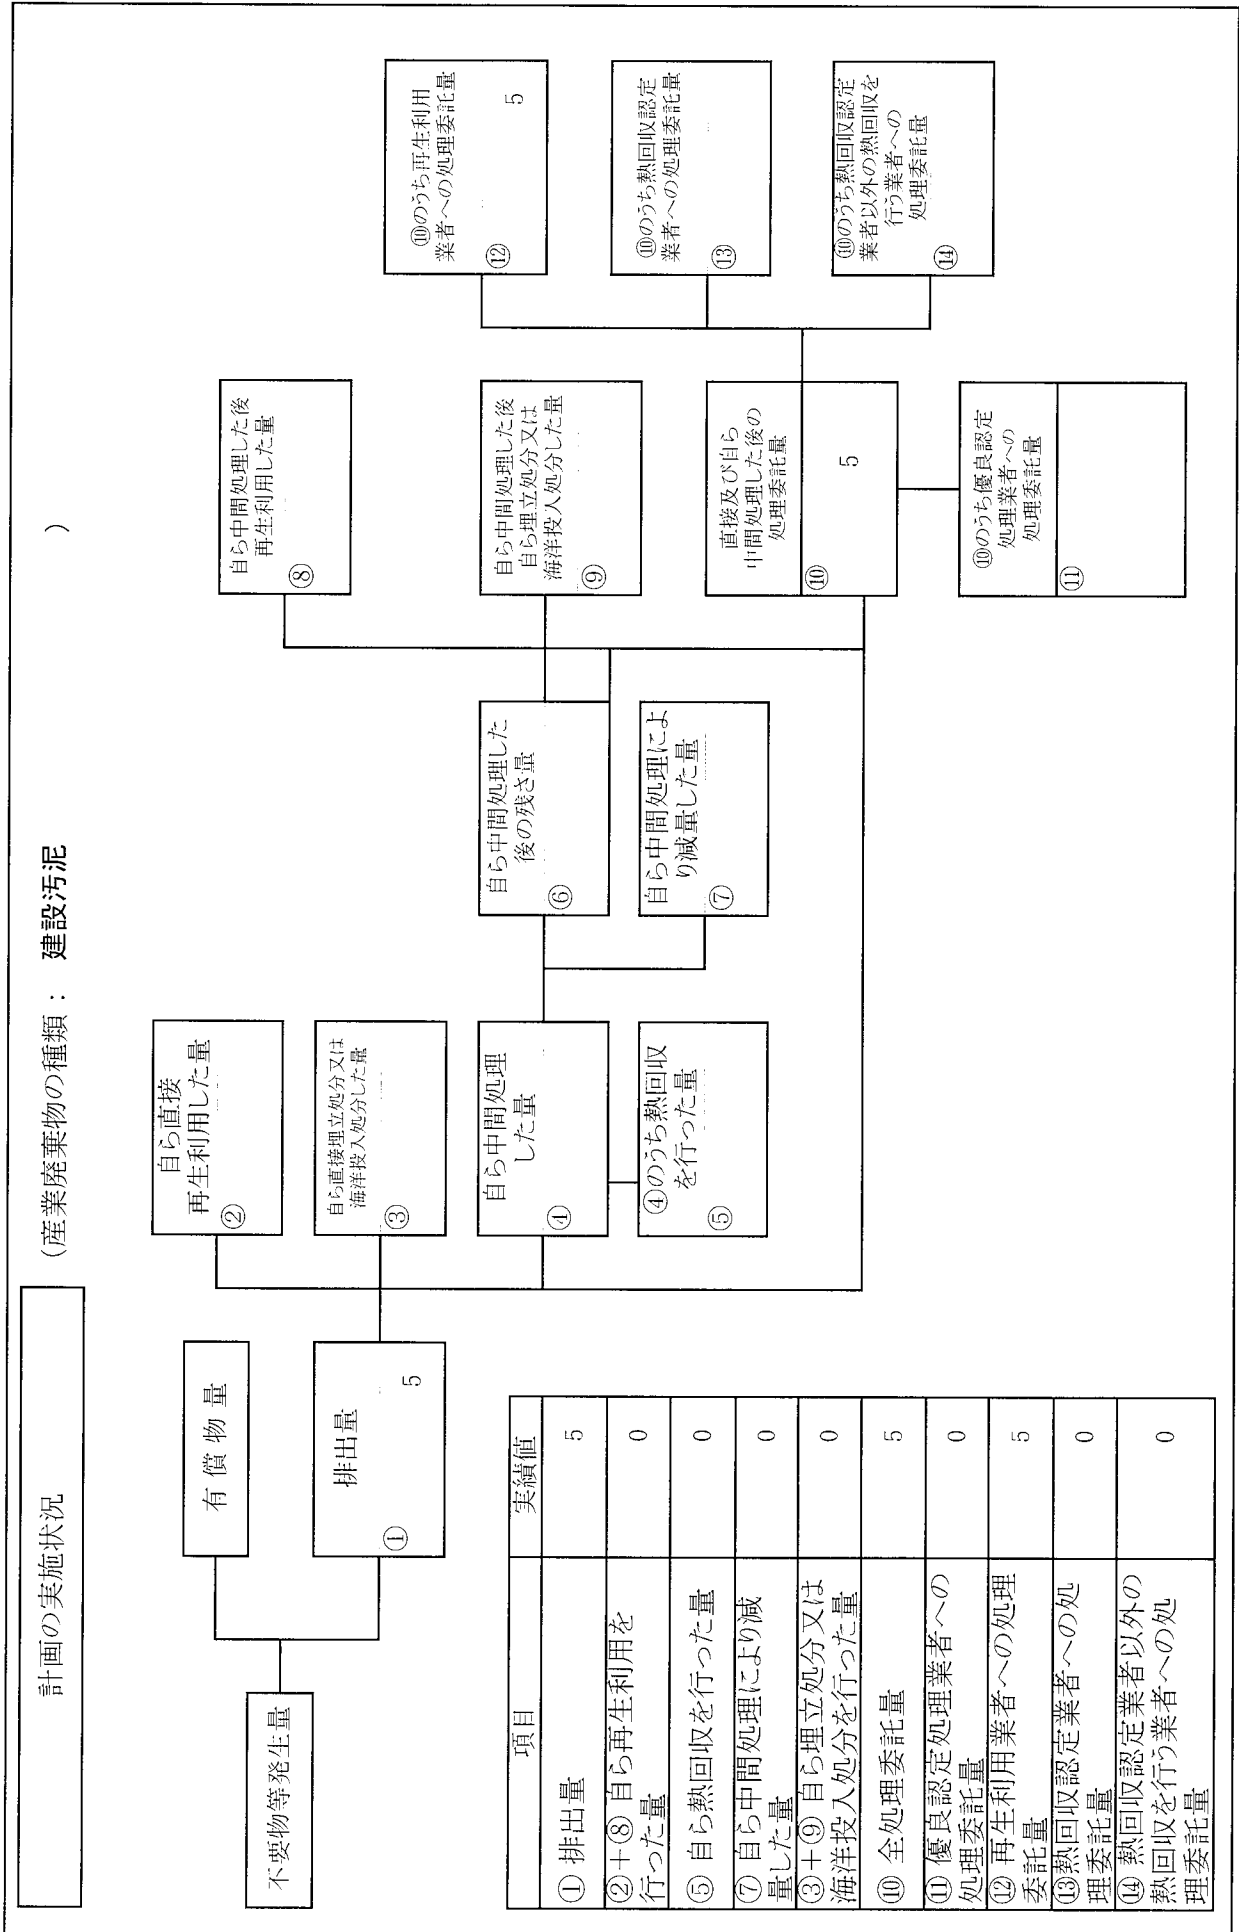 計画の実施状況
(産業廃棄物の種類： 建設汚泥 )
不要物等発生量
有償物量
排出量
①
5
自ら直接
再生利用した量
②
自ら直接埋立処分又は
海洋投入処分した量
③
自ら中間処理
した量
④
④のうち熱回収
を行った量
⑤
自ら中間処理した
後の残さ量
⑥
自ら中間処理によ
り減量した量
⑦
自ら中間処理した後
再生利用した量
⑧
自ら中間処理した後
自ら埋立処分又は
海洋投入処分した量
⑨
直接及び自ら
中間処理した後の
処理委託量
⑩
5
⑩のうち優良認定
処理業者への
処理委託量
⑪
⑩のうち再生利用
業者への処理委託量
⑫
5
⑩のうち熱回収認定
業者への処理委託量
⑬
⑩のうち熱回収認定
業者以外の熱回収を
行う業者への
処理委託量
⑭
項目 実績値
①排出量 5
②＋⑧自ら再生利用を
行った量 0
⑤自ら熱回収を行った量 0
⑦自ら中間処理により減
量した量 0
③＋⑨自ら埋立処分又は
海洋投入処分を行った量 0
⑩全処理委託量 5
⑪優良認定処理業者への
処理委託量 0
⑫再生利用業者への処理
委託量 5
⑬熱回収認定業者への処
理委託量 0
⑭熱回収認定業者以外の
熱回収を行う業者への処
理委託量 0